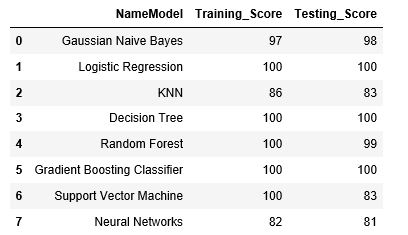 NameModel Training_Score Testing_Score
0 Gaussian Naive Bayes 97 98
1 Logistic Regression 100 100
2 KNN 86 83
3 Decision Tree 100 100
4 Random Forest 100 99
5 Gradient Boosting Classifier 100 100
6 Support Vector Machine 100 83
7 Neural Networks 82 81